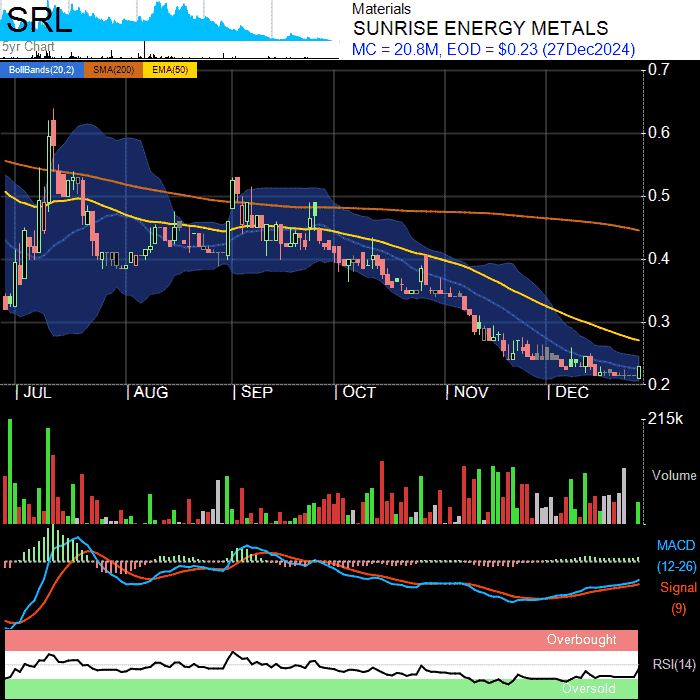 SRL
5yr Chart
Materials
SUNRISE ENERGY METALS
MC = 20.8M, EOD = $0.23 (27Dec2024)
BollBands(20,2) SMA(200) EMA(50)
0.7
0.6
0.5
0.4
0.3
0.2
| JUL | AUG | SEP | OCT | NOV | DEC
215k
Volume
MACD
(12-26)
Signal
(9)
Overbought
RSI(14)
Oversold